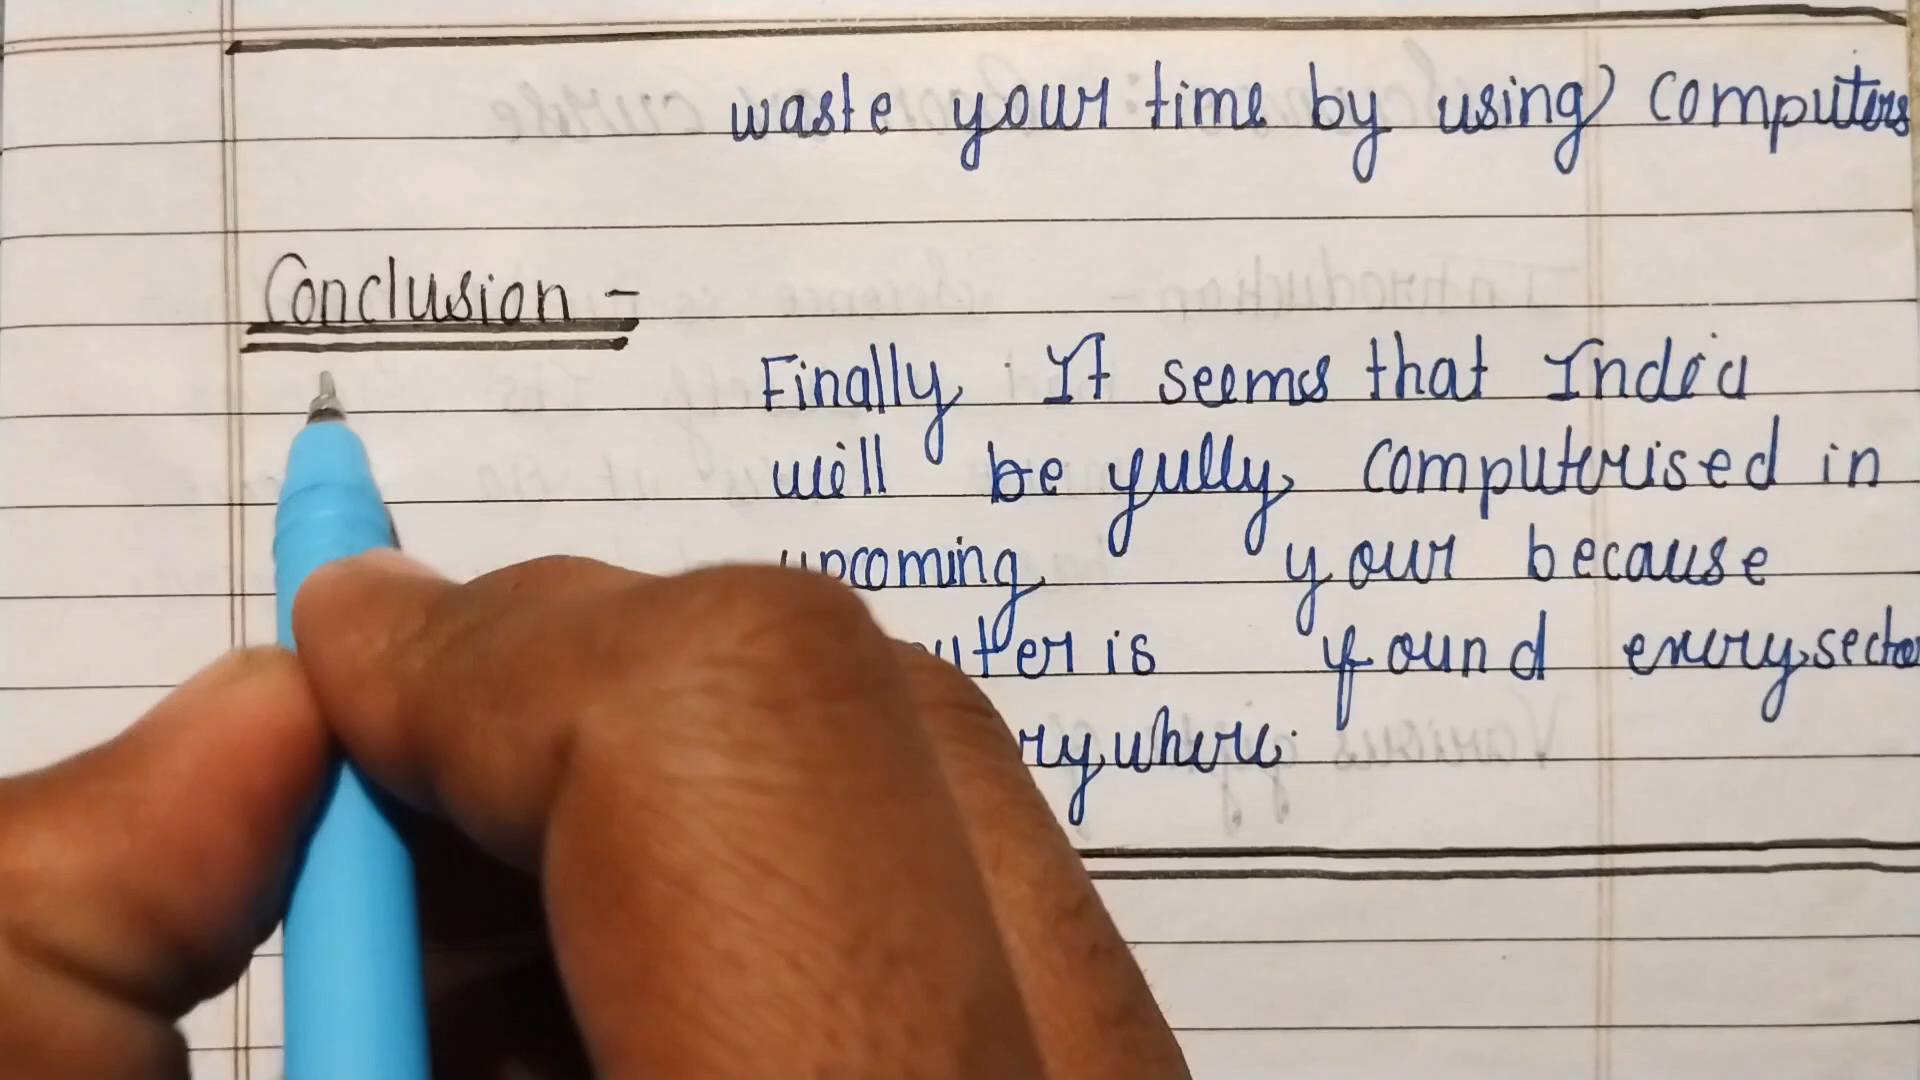 waste your time by using computers
Conclusion -
Finally, It seems that India
will be fully computerised in
upcoming your because
is found every sector